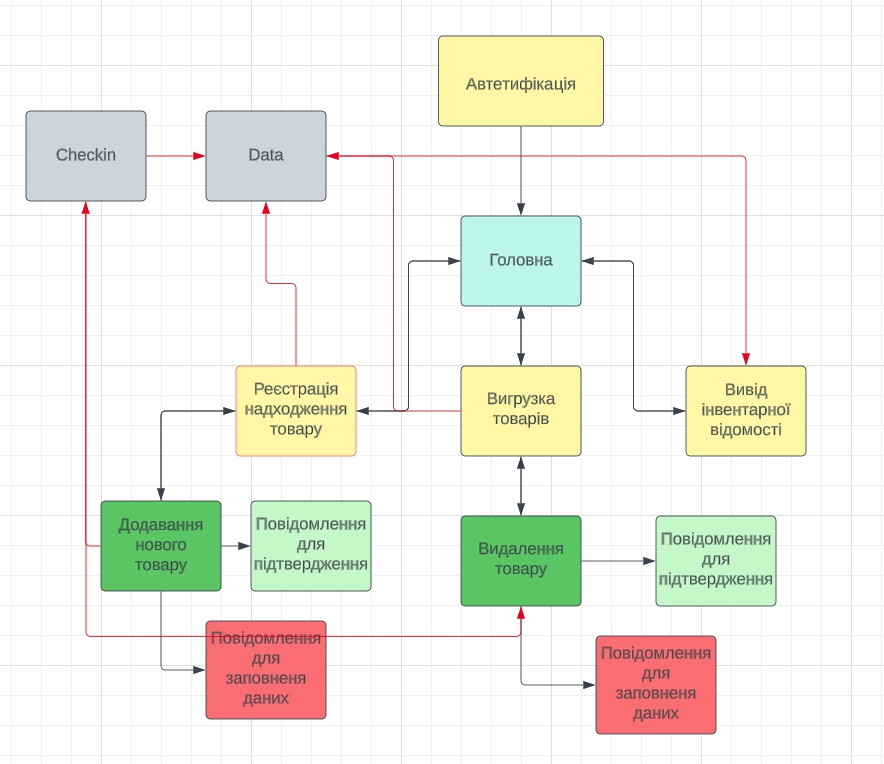 Автетифікація
Checkin
Data
Головна
Реєстрація
надходження
товару
Вигрузка
товарів
Вивід
інвентарної
відомості
Додавання
нового
товару
Повідомлення
для
підтвердження
Видалення
товару
Повідомлення
для
підтвердження
Повідомлення
для
заповненя
даних
Повідомлення
для
заповненя
даних